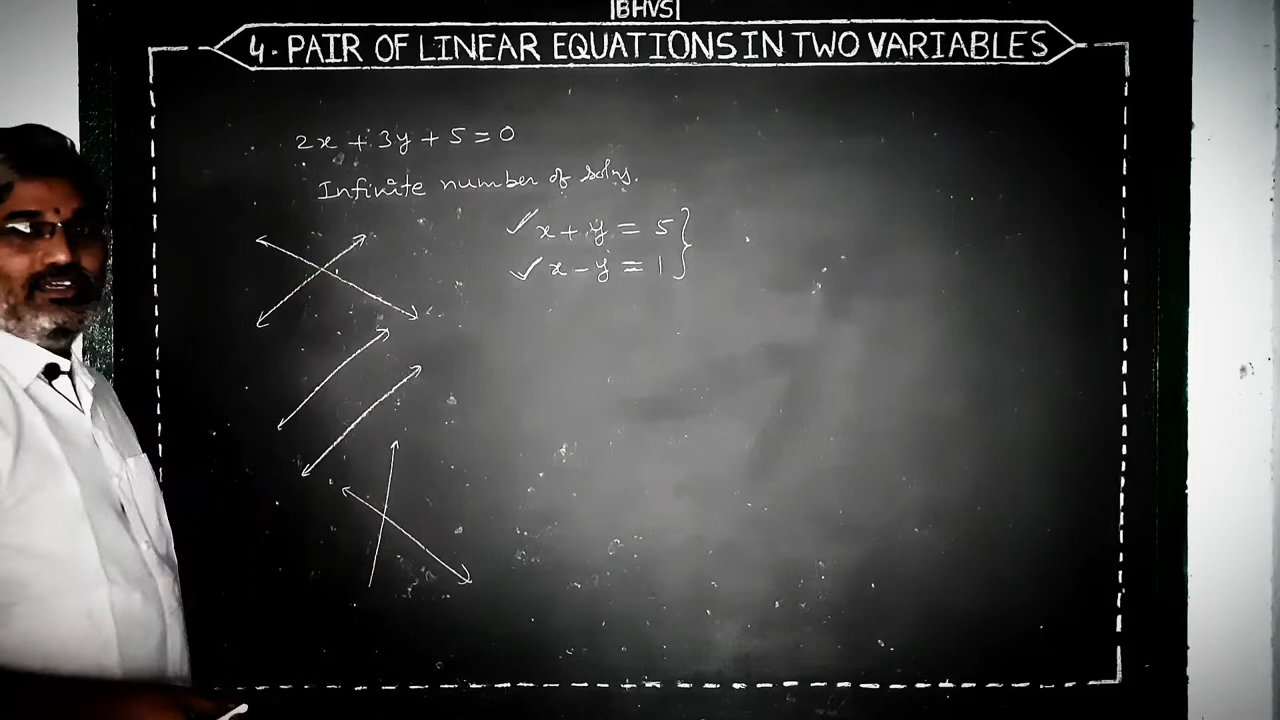 |BHVS|
4. PAIR OF LINEAR EQUATIONS IN TWO VARIABLES
2x + 3y + 5 = 0
Infinite number of solns.
✓ x + y = 5 }
✓ x - y = 1